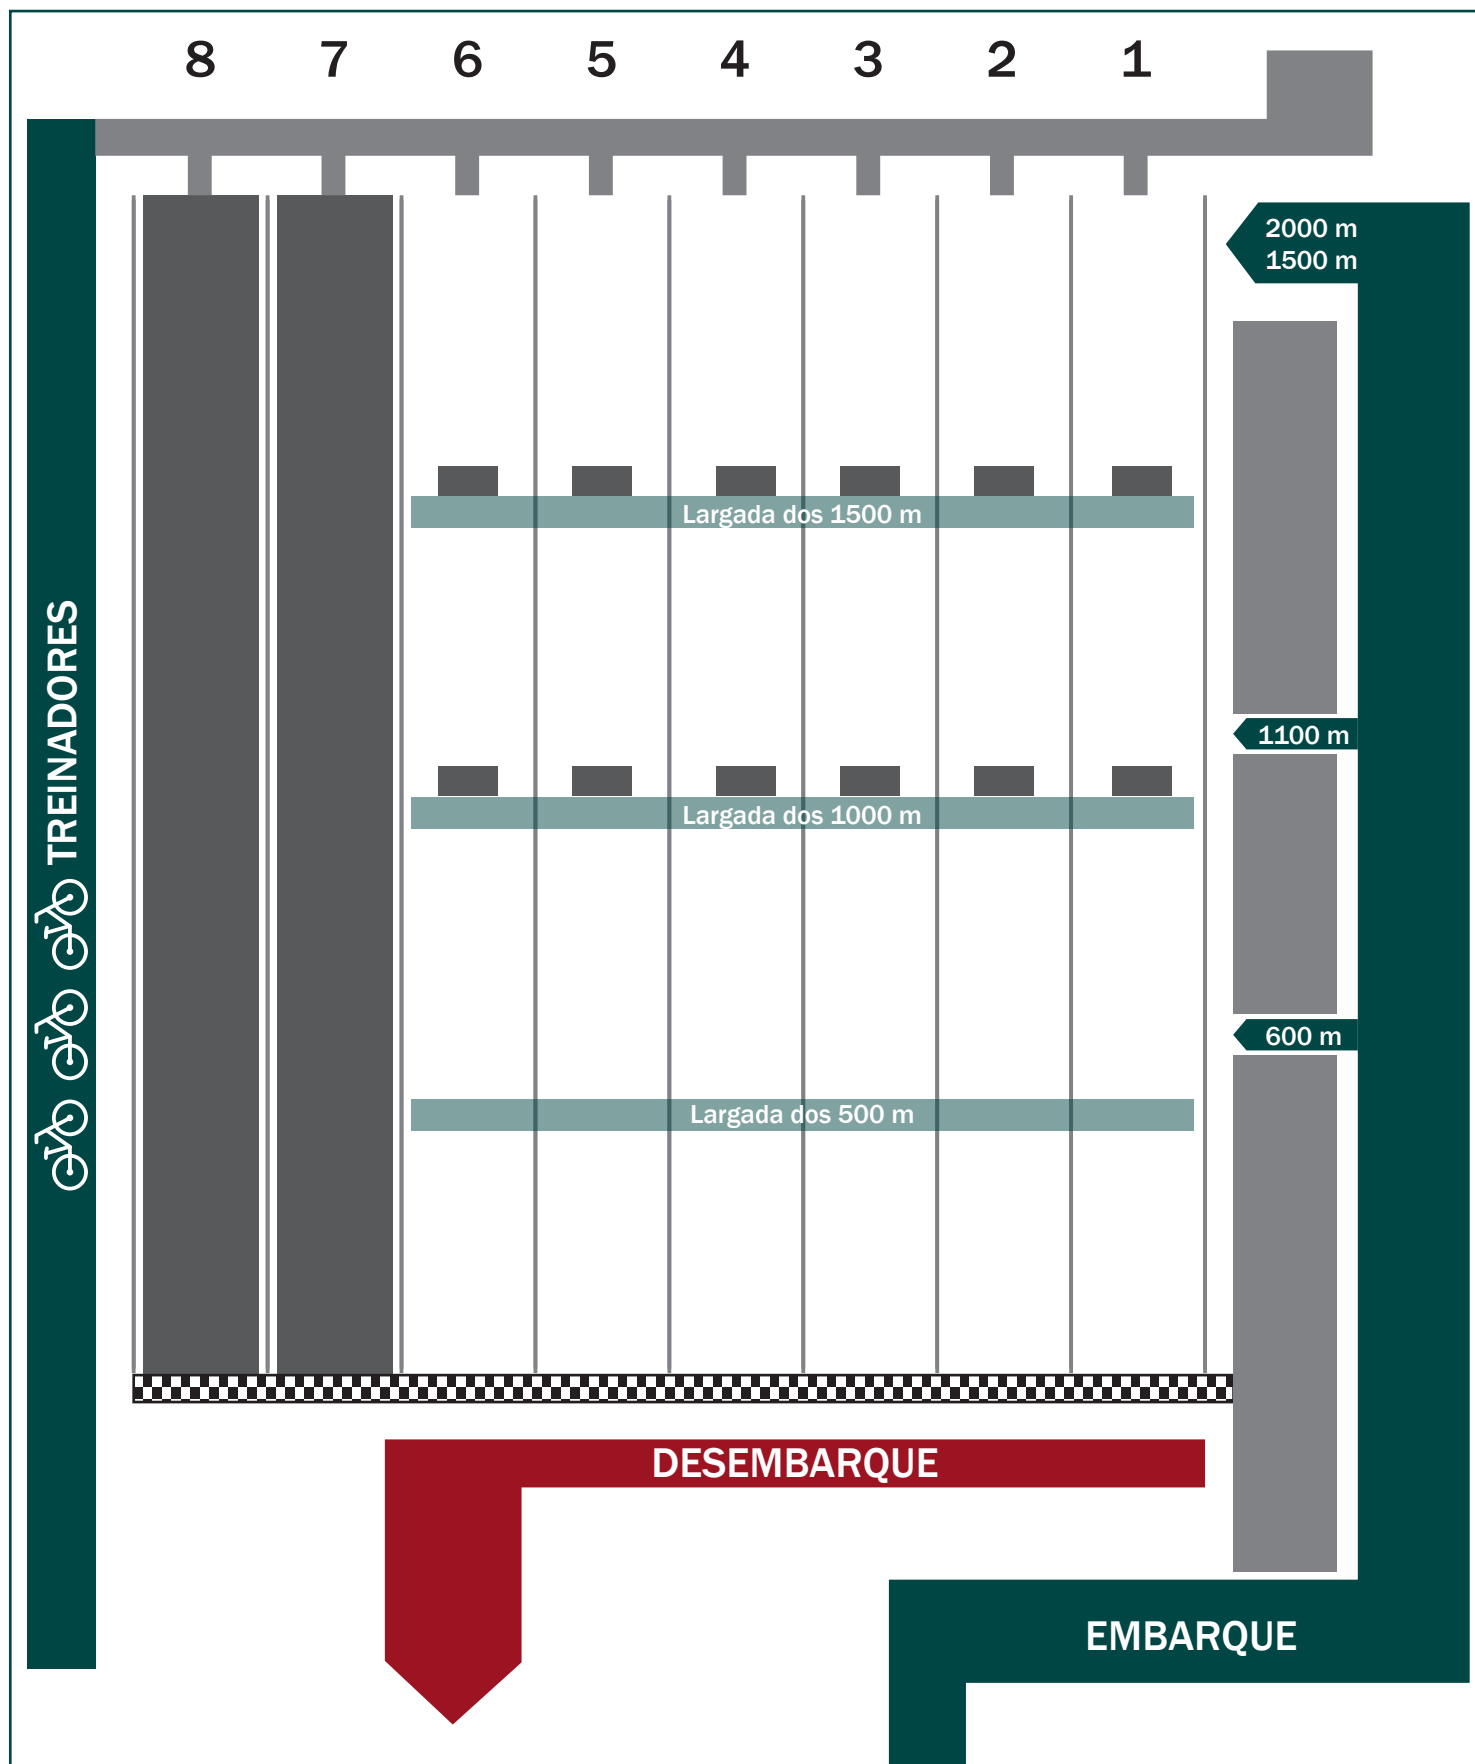 8 7 6 5 4 3 2 1
2000 m
1500 m
Largada dos 1500 m
TREINADORES
1100 m
Largada dos 1000 m
600 m
Largada dos 500 m
DESEMBARQUE
EMBARQUE